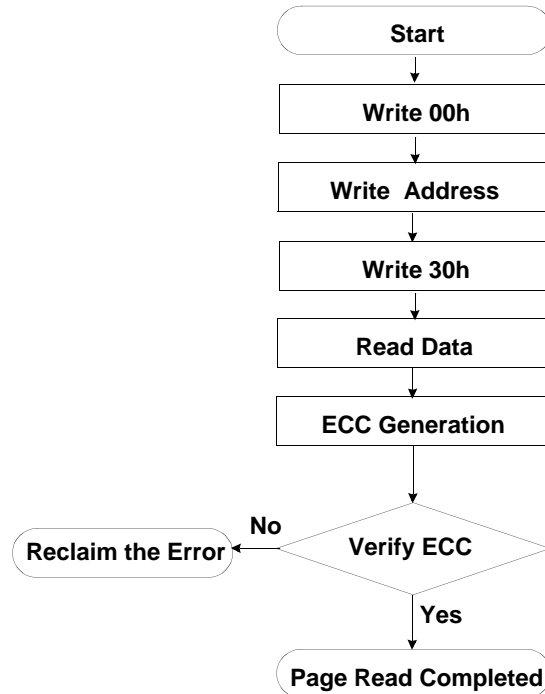 Start
Write 00h
Write Address
Write 30h
Read Data
ECC Generation
No
Reclaim the Error
Verify ECC
Yes
Page Read Completed